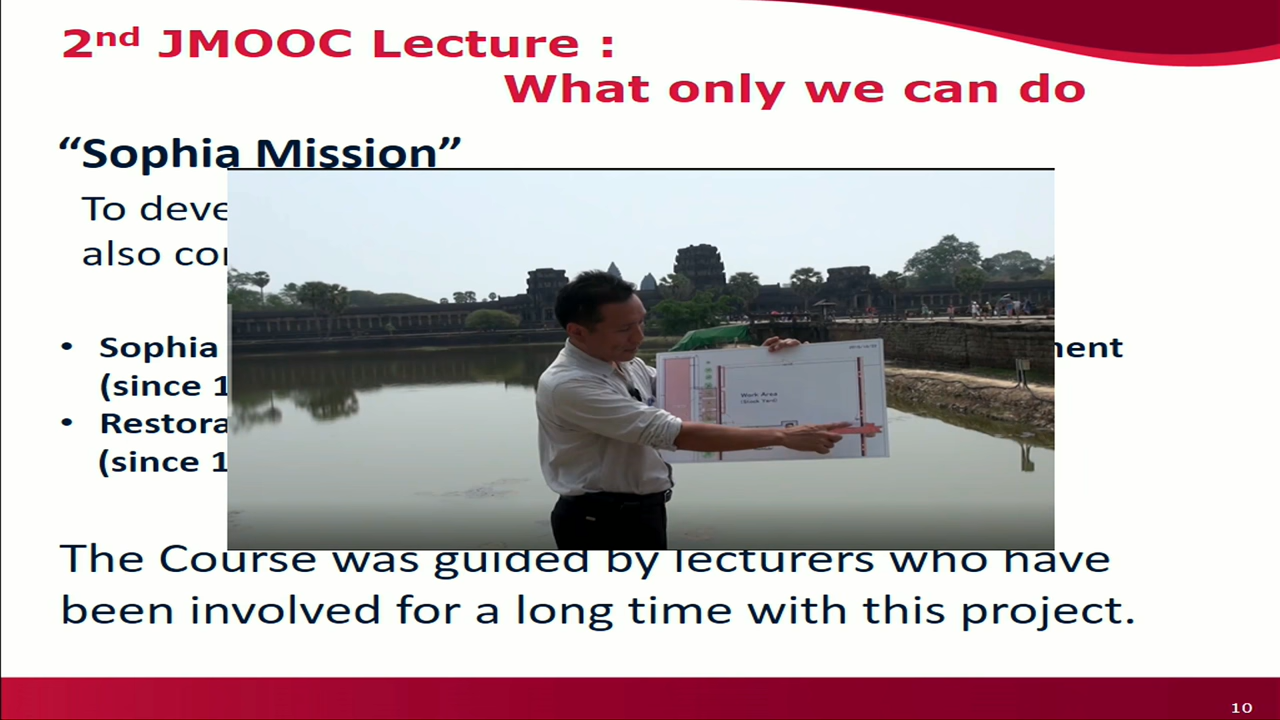 2nd JMOOC Lecture :
What only we can do
“Sophia Mission”
To deve
also co
• Sophia ment
(since 1
• Restora
(since 1
Work Area
(Stock Yard)
The Course was guided by lecturers who have
been involved for a long time with this project.
10